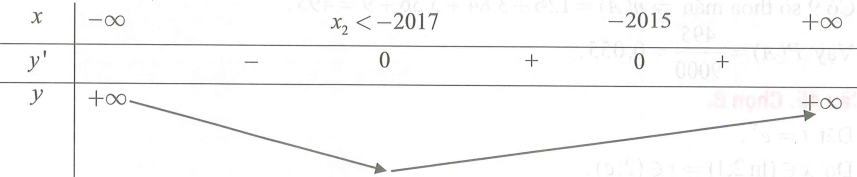 x −∞ x₂ < −2017 −2015 +∞
y' − 0 + 0 +
y +∞ +∞